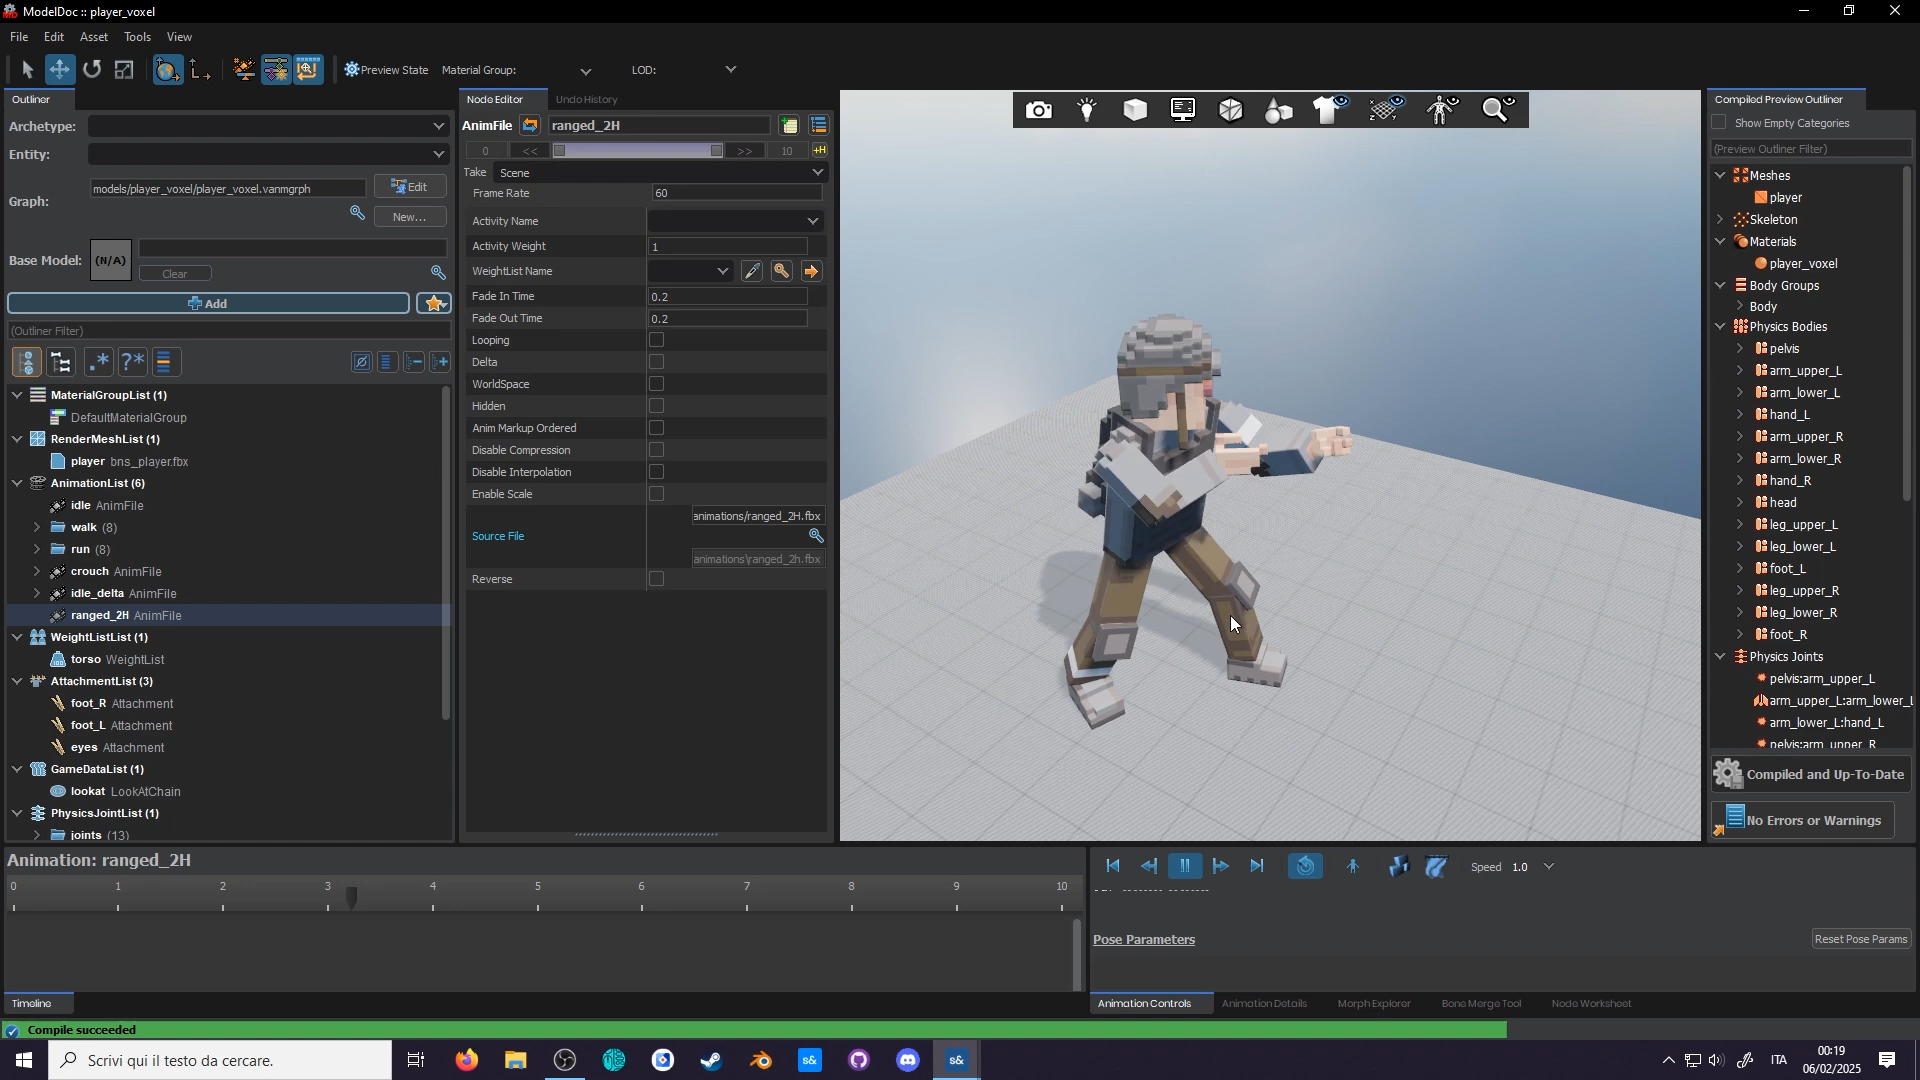 ModelDoc :: player_voxel
File Edit Asset Tools View
Preview State Material Group: LOD:
Outliner
Archetype:
Entity:
Graph: models/player_voxel/player_voxel.vanmgrph Edit
New...
Base Model: (N/A)
Clear
Add
(Outliner Filter)
MaterialGroupList (1)
DefaultMaterialGroup
RenderMeshList (1)
player bns_player.fbx
AnimationList (6)
idle AnimFile
walk (8)
run (8)
crouch AnimFile
idle_delta AnimFile
ranged_2H AnimFile
WeightListList (1)
torso WeightList
AttachmentList (3)
foot_R Attachment
foot_L Attachment
eyes Attachment
GameDataList (1)
lookat LookAtChain
PhysicsJointList (1)
joints (13)
Node Editor Undo History
AnimFile ranged_2H
0 << >> 10 +H
Take Scene
Frame Rate 60
Activity Name
Activity Weight 1
WeightList Name
Fade In Time 0.2
Fade Out Time 0.2
Looping
Delta
WorldSpace
Hidden
Anim Markup Ordered
Disable Compression
Disable Interpolation
Enable Scale
animations/ranged_2H.fbx
Source File
animations\ranged_2h.fbx
Reverse
Compiled Preview Outliner
Show Empty Categories
(Preview Outliner Filter)
Meshes
player
Skeleton
Materials
player_voxel
Body Groups
Body
Physics Bodies
pelvis
arm_upper_L
arm_lower_L
hand_L
arm_upper_R
arm_lower_R
hand_R
head
leg_upper_L
leg_lower_L
foot_L
leg_upper_R
leg_lower_R
foot_R
Physics Joints
pelvis:arm_upper_L
arm_upper_L:arm_lower_L
arm_lower_L:hand_L
pelvis:arm_upper_R
Compiled and Up-To-Date
No Errors or Warnings
Animation: ranged_2H
0 1 2 3 4 5 6 7 8 9 10
Timeline
Speed 1.0
Pose Parameters
Reset Pose Params
Animation Controls Animation Details Morph Explorer Bone Merge Tool Node Worksheet
Compile succeeded
Scrivi qui il testo da cercare.
s& s&
ITA
00:19
06/02/2025